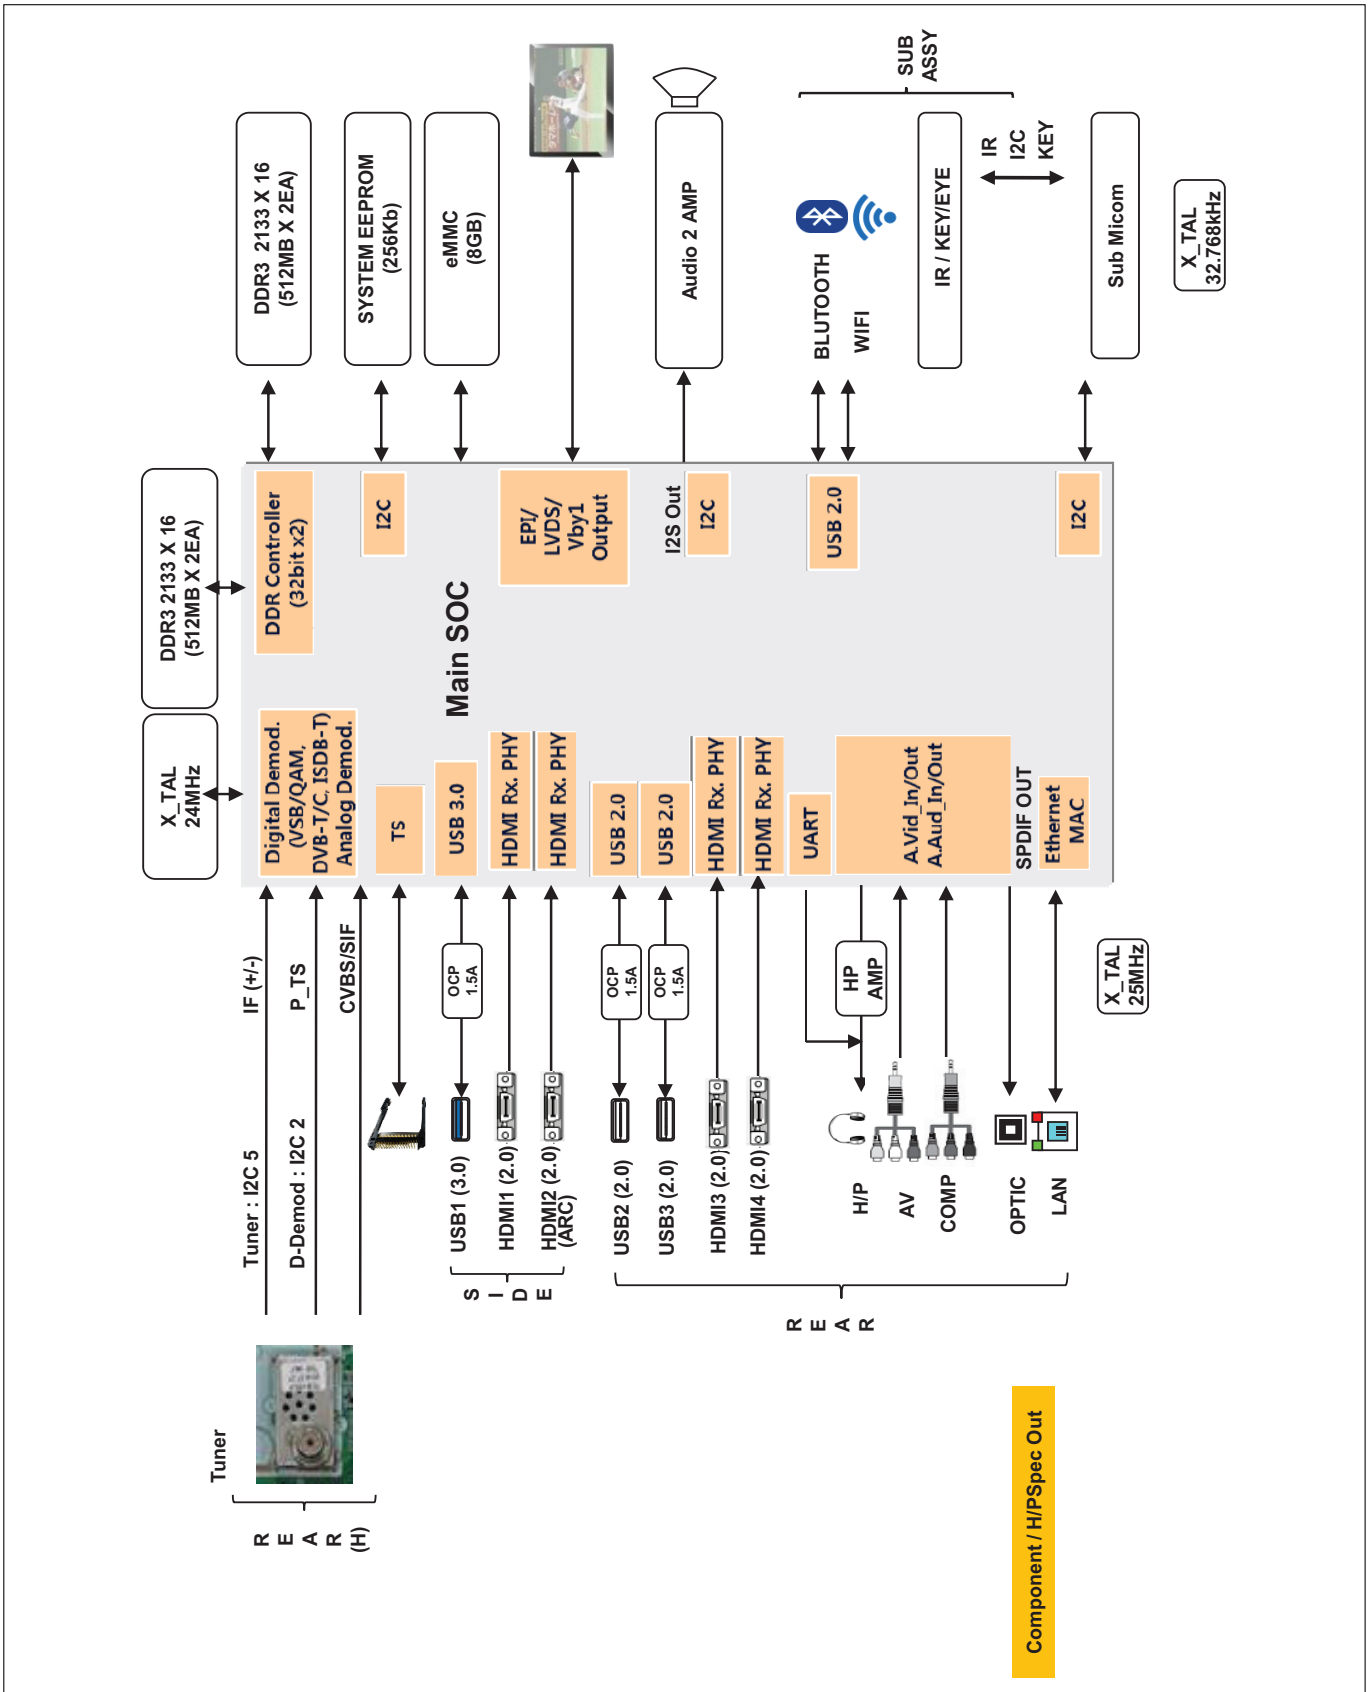 Tuner
R
E
A
R
(H)
Tuner : I2C 5
IF (+/-)
D-Demod : I2C 2
P_TS
CVBS/SIF
X_TAL
24MHz
DDR3 2133 X 16
(512MB X 2EA)
Digital Demod.
(VSB/QAM,
DVB-T/C, ISDB-T)
Analog Demod.
DDR Controller
(32bit x2)
DDR3 2133 X 16
(512MB X 2EA)
TS
I2C
SYSTEM EEPROM
(256Kb)
Main SOC
eMMC
(8GB)
S
I
D
E
USB1 (3.0)
OCP
1.5A
USB 3.0
HDMI1 (2.0)
HDMI Rx. PHY
HDMI2 (2.0)
(ARC)
HDMI Rx. PHY
EPI/
LVDS/
Vby1
Output
R
E
A
R
USB2 (2.0)
OCP
1.5A
USB 2.0
USB3 (2.0)
OCP
1.5A
USB 2.0
HDMI3 (2.0)
HDMI Rx. PHY
HDMI4 (2.0)
HDMI Rx. PHY
I2S Out
I2C
Audio 2 AMP
UART
USB 2.0
BLUTOOTH
WIFI
SUB
ASSY
H/P
HP
AMP
AV
COMP
A.Vid_In/Out
A.Aud_In/Out
IR / KEY/EYE
IR
I2C
KEY
OPTIC
SPDIF OUT
LAN
Ethernet
MAC
I2C
Sub Micom
X_TAL
25MHz
X_TAL
32.768kHz
Component / H/PSpec Out